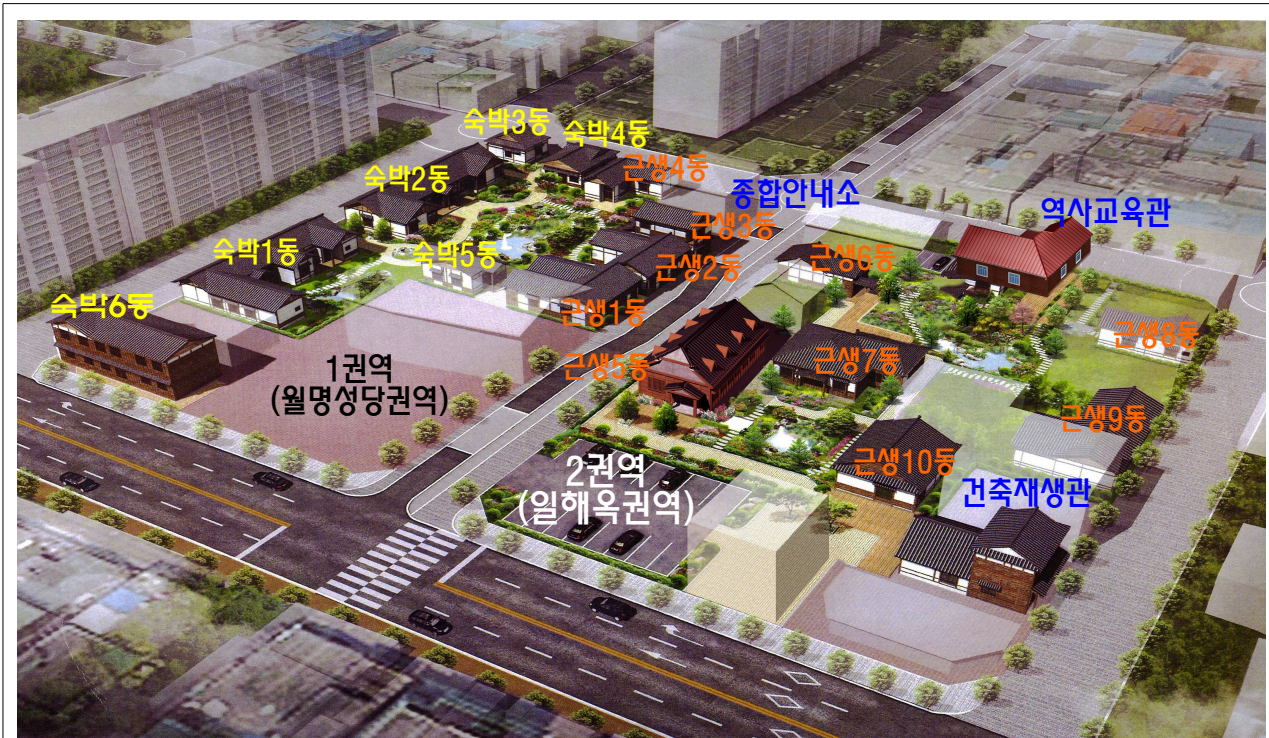 숙박3동
숙박4동
근생4동
숙박2동
종합안내소
역사교육관
근생3동
숙박1동
숙박5동
근생2동
근생6동
숙박6동
근생1동
근생8동
1권역
(월명성당권역)
근생5동
근생7동
근생9동
2권역
(일해옥권역)
근생10동
건축재생관